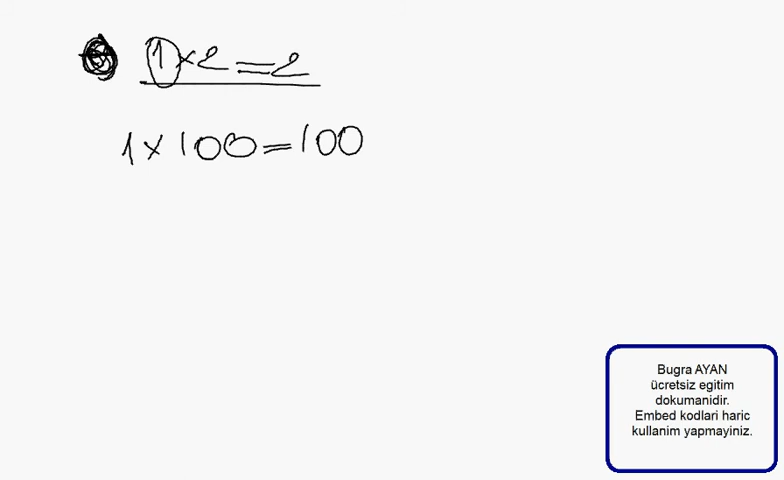 1×2=2
1×100=100
Bugra AYAN
ücretsiz egitim
dokumanidir.
Embed kodlari haric
kullanim yapmayiniz.